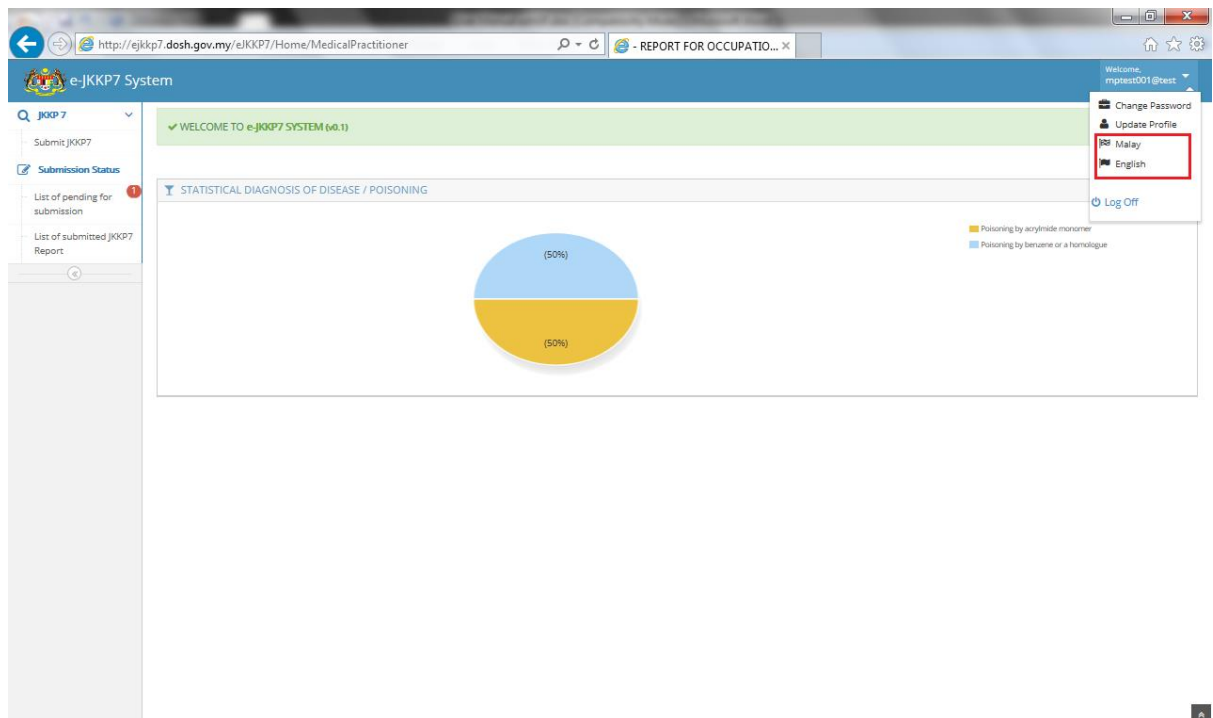 http://ejkkp7.dosh.gov.my/eJKKP7/Home/MedicalPractitioner
- REPORT FOR OCCUPATIO...
e-JKKP7 System
Welcome,
mptest001@test
Change Password
Update Profile
Malay
English
Log Off
JKKP 7
Submit JKKP7
Submission Status
List of pending for
submission
1
List of submitted JKKP7
Report
WELCOME TO e-JKKP7 SYSTEM (v0.1)
STATISTICAL DIAGNOSIS OF DISEASE / POISONING
(50%)
(50%)
Poisoning by acrylmide monomer
Poisoning by benzene or a homologue